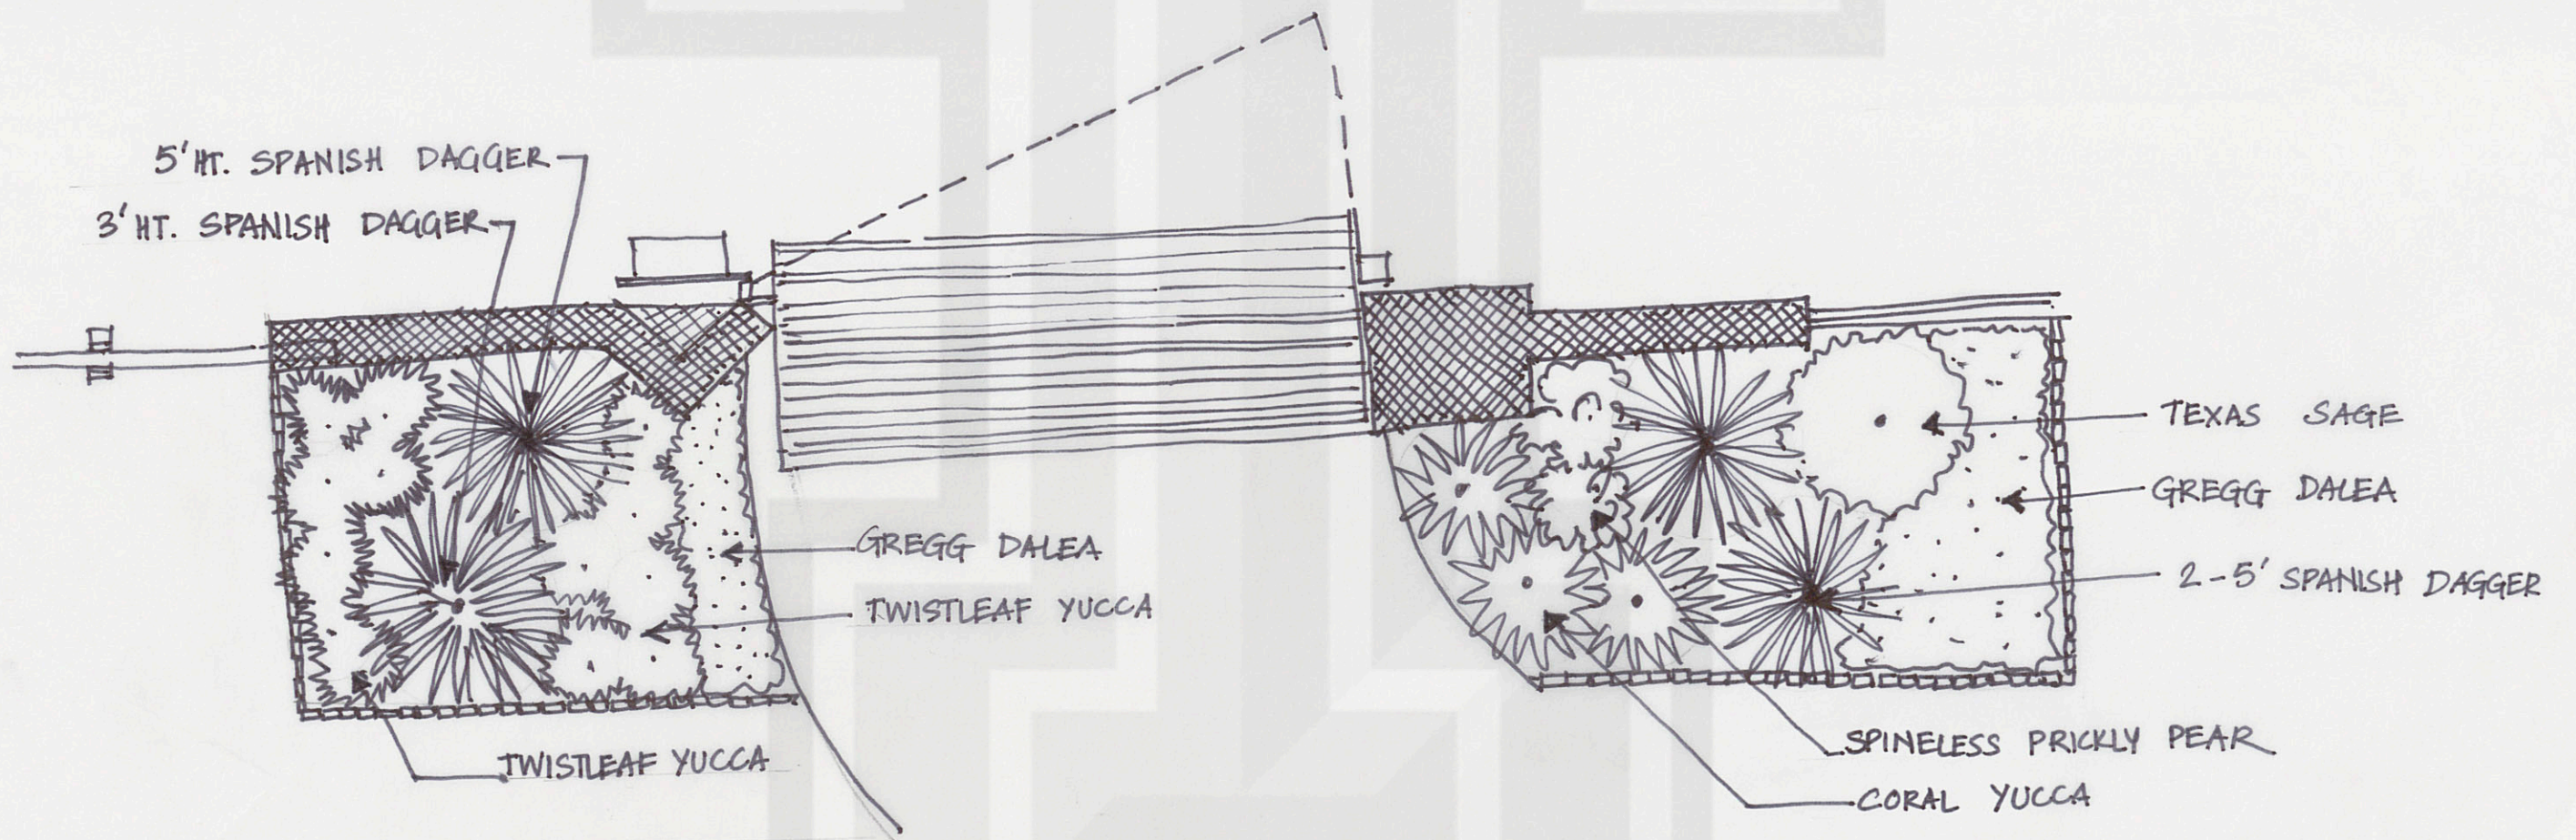 5' HT. SPANISH DAGGER
3' HT. SPANISH DAGGER
GREGG DALEA
TWISTLEAF YUCCA
TWISTLEAF YUCCA
TEXAS SAGE
GREGG DALEA
2-5' SPANISH DAGGER
SPINELESS PRICKLY PEAR
CORAL YUCCA